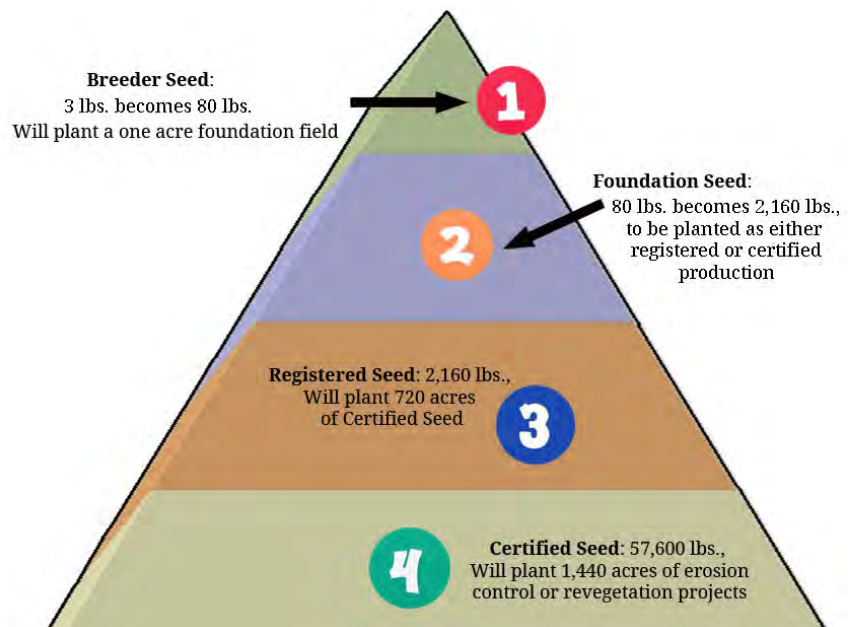 Breeder Seed:
3 lbs. becomes 80 lbs.
Will plant a one acre foundation field
1
Foundation Seed:
80 lbs. becomes 2,160 lbs.,
to be planted as either
registered or certified
production
2
Registered Seed: 2,160 lbs.,
Will plant 720 acres
of Certified Seed
3
4
Certified Seed: 57,600 lbs.,
Will plant 1,440 acres of erosion
control or revegetation projects